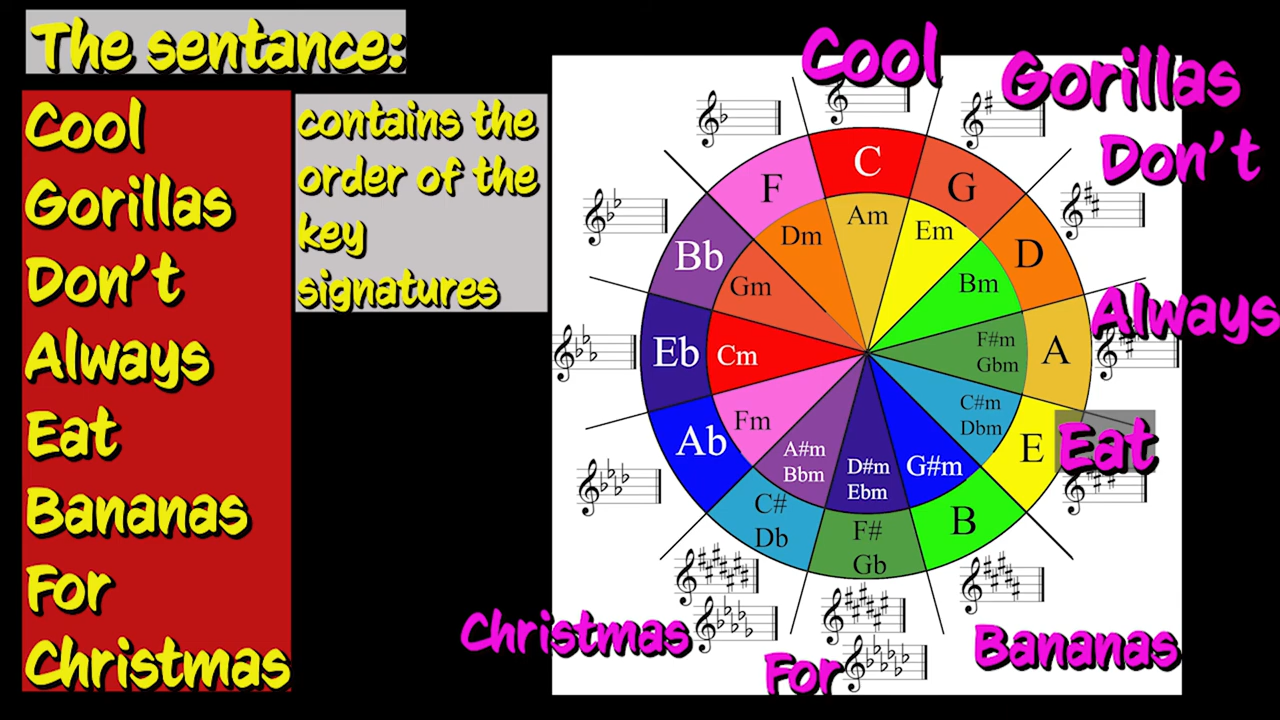 The sentence:
Cool
Gorillas
Don't
Always
Eat
Bananas
For
Christmas
contains the
order of the
key
signatures
Cool
Gorillas
Don't
Always
Eat
Bananas
For
Christmas
C
G
D
A
E
B
F#
Gb
C#
Db
Ab
Eb
Bb
F
Am
Em
Bm
F#m
Gbm
C#m
Dbm
G#m
D#m
Ebm
A#m
Bbm
Fm
Cm
Gm
Dm